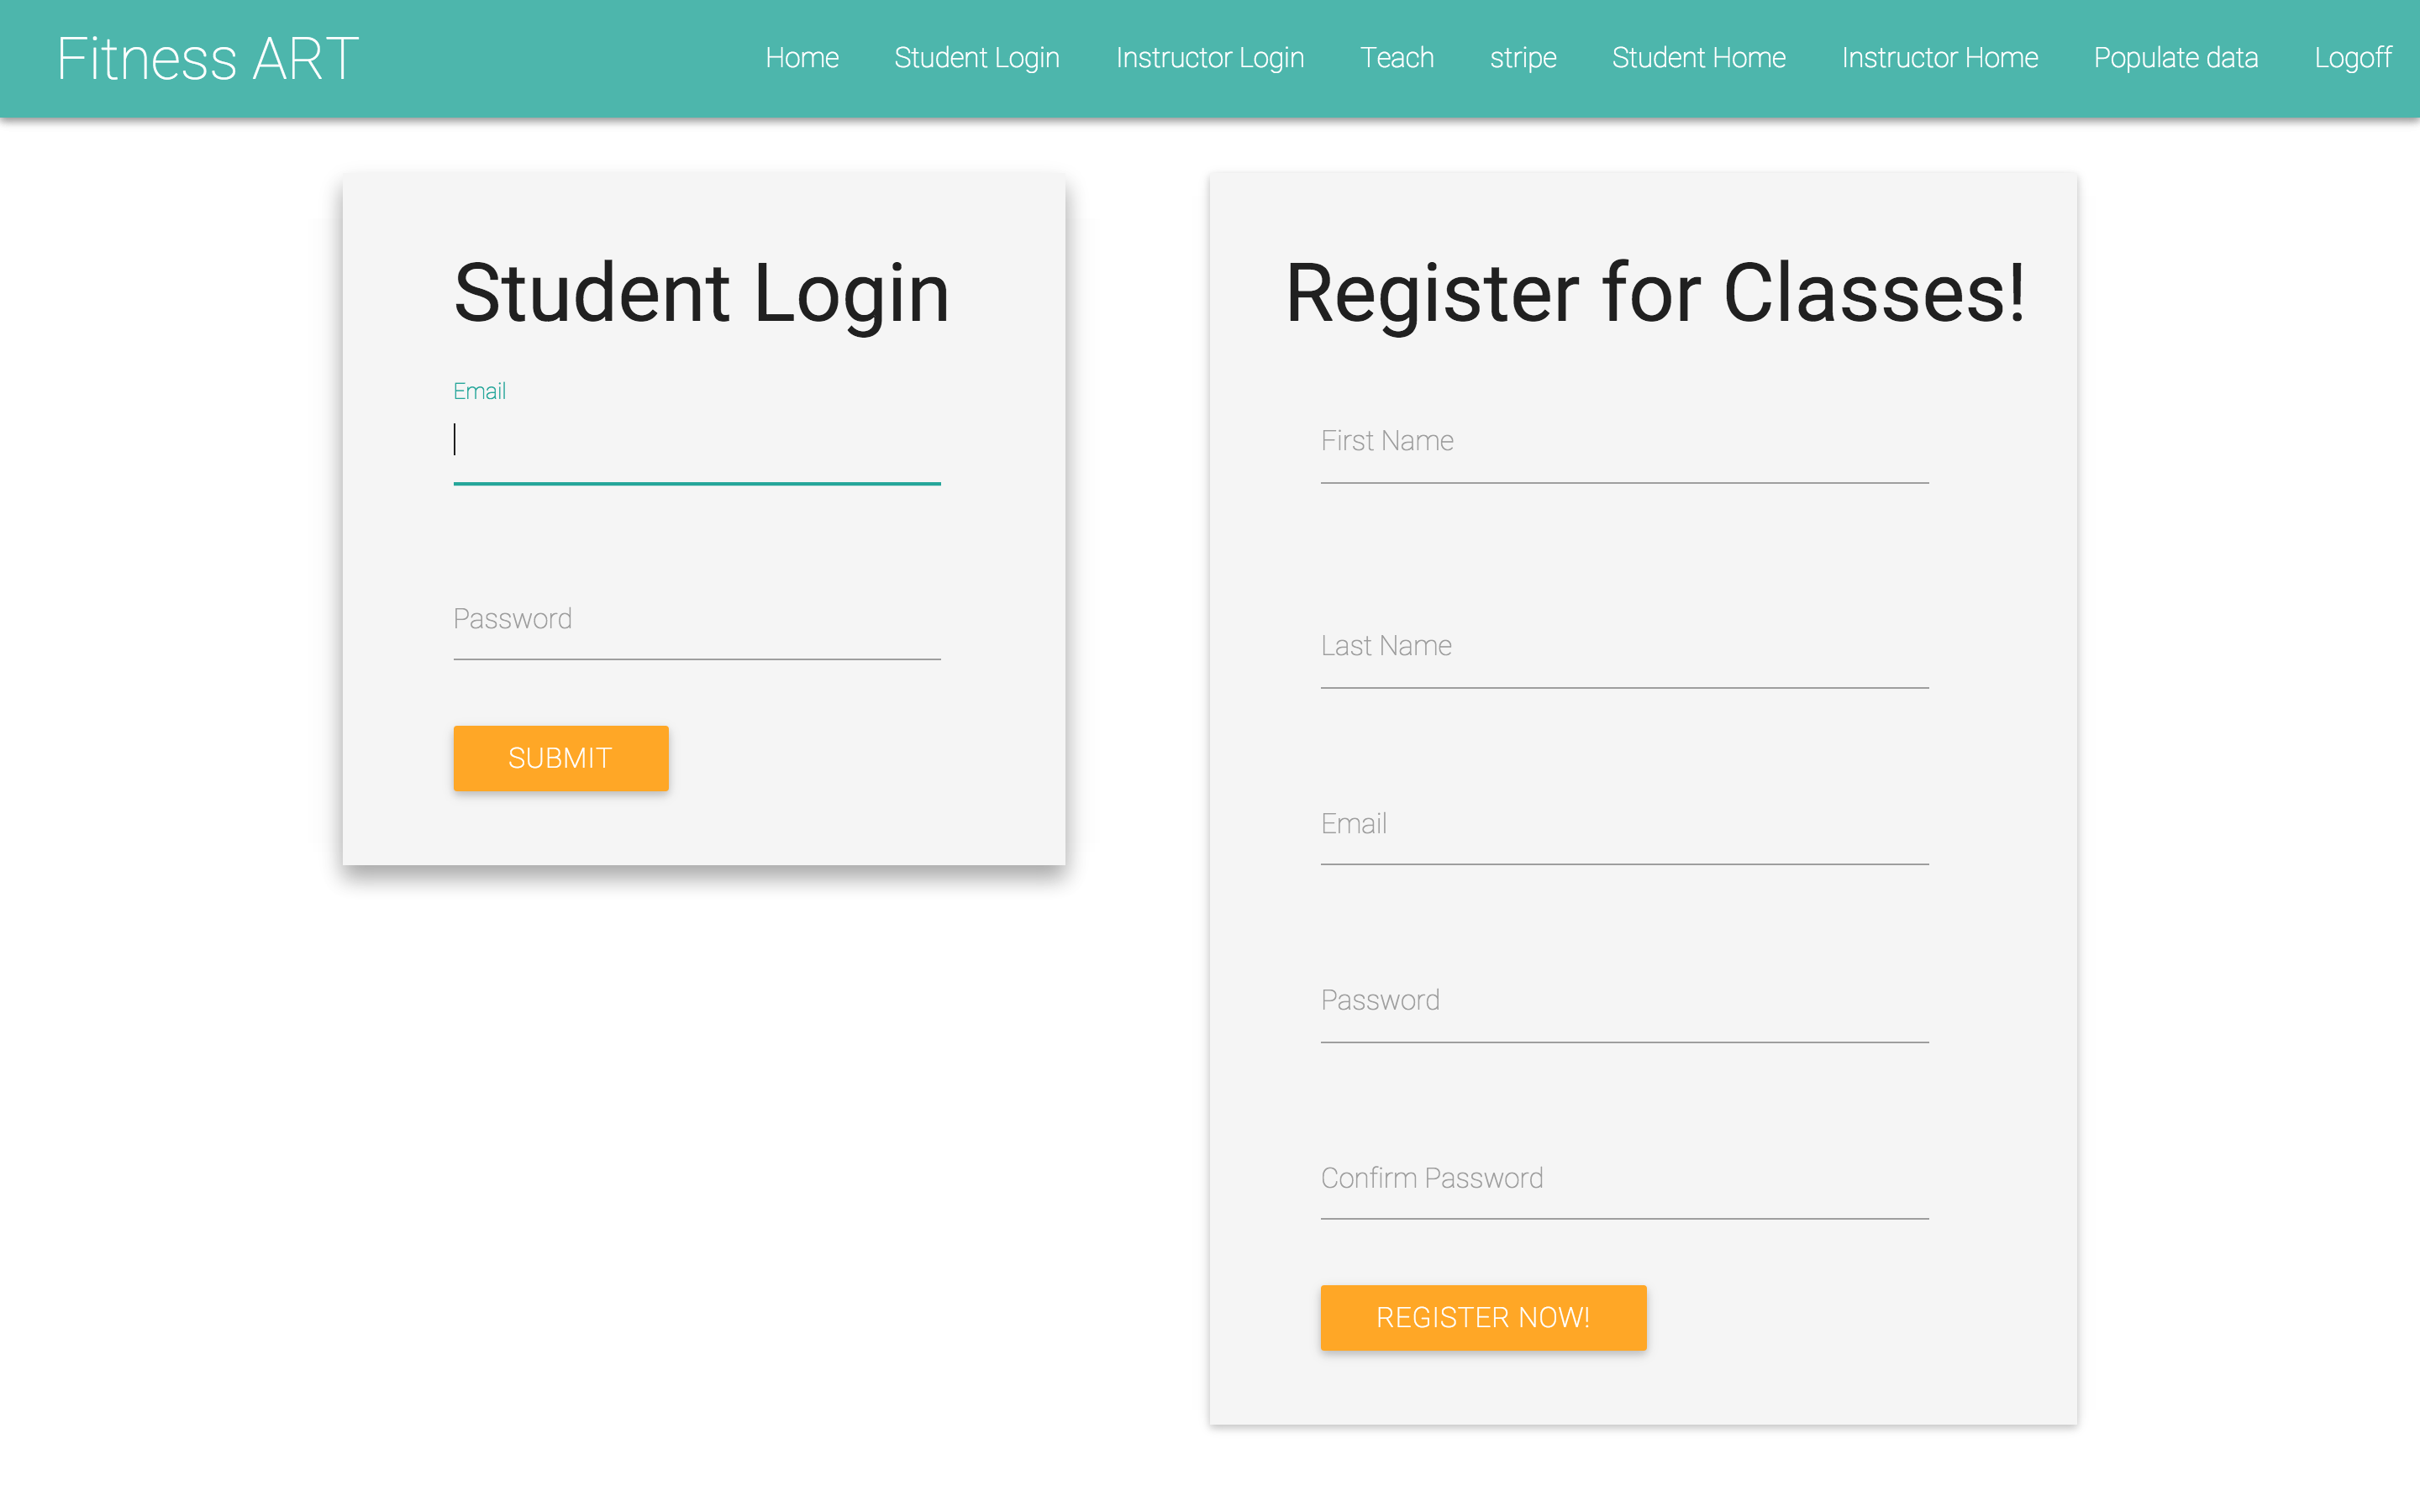 Fitness ART
Home Student Login Instructor Login Teach stripe Student Home Instructor Home Populate data Logoff
Student Login
Email
Password
SUBMIT
Register for Classes!
First Name
Last Name
Email
Password
Confirm Password
REGISTER NOW!